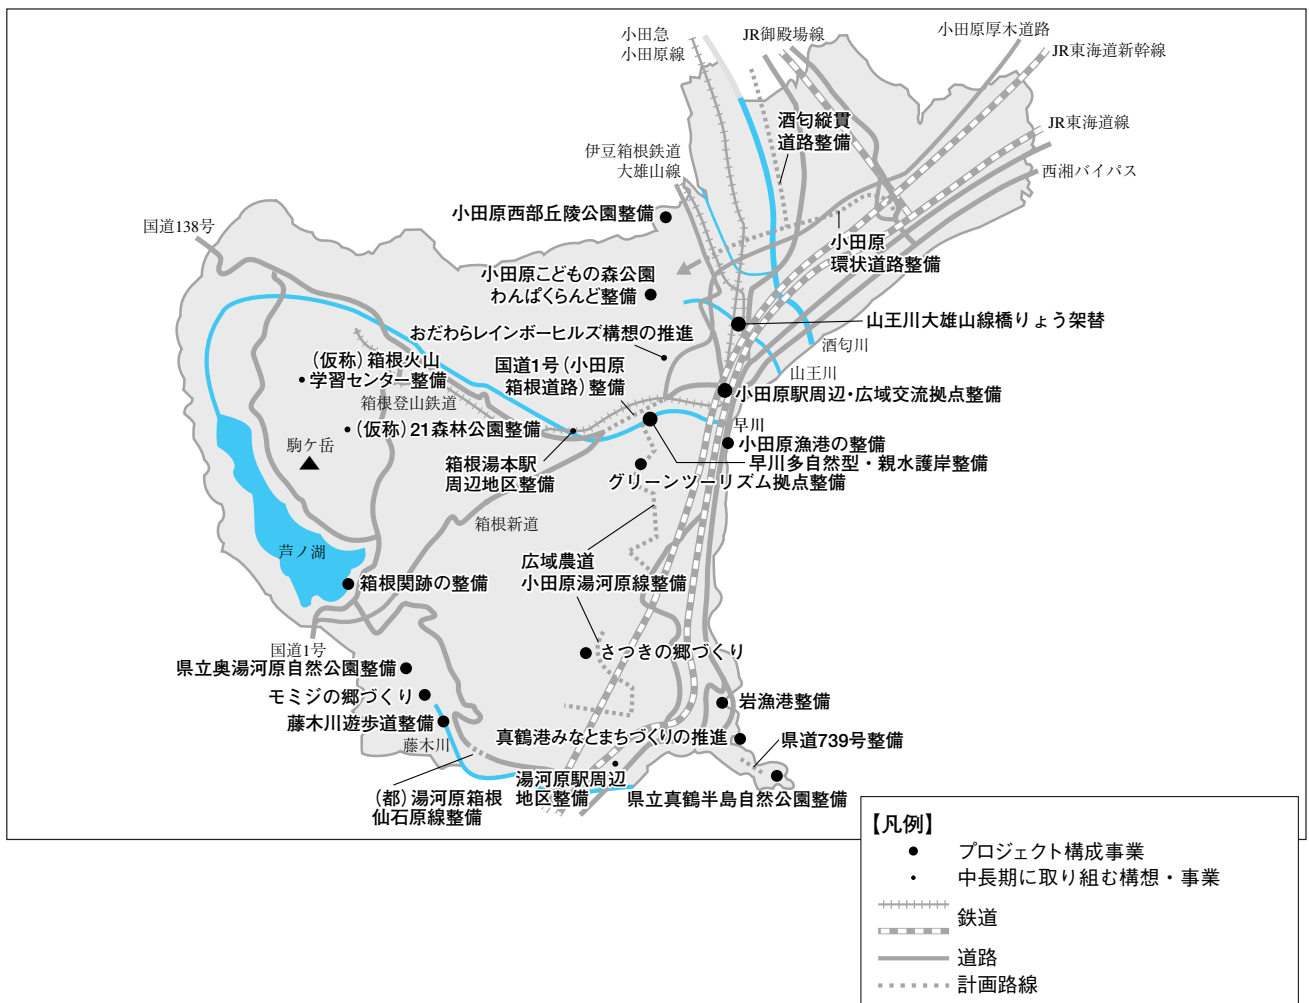 小田急
小田原線
JR御殿場線
小田原厚木道路
JR東海道新幹線
酒匂縦貫
道路整備
JR東海道線
伊豆箱根鉄道
大雄山線
西湘バイパス
小田原西部丘陵公園整備
国道138号
小田原
環状道路整備
小田原こどもの森公園
わんぱくらんど整備
山王川大雄山線橋りょう架替
おだわらレインボーヒルズ構想の推進
酒匂川
国道1号（小田原
箱根道路）整備
山王川
（仮称）箱根火山
学習センター整備
小田原駅周辺・広域交流拠点整備
箱根登山鉄道
（仮称）21森林公園整備
早川
駒ケ岳
小田原漁港の整備
箱根湯本駅
周辺地区整備
早川多自然型・親水護岸整備
グリーンツーリズム拠点整備
箱根新道
芦ノ湖
広域農道
小田原湯河原線整備
箱根関跡の整備
国道1号
さつきの郷づくり
県立奥湯河原自然公園整備
モミジの郷づくり
岩漁港整備
藤木川遊歩道整備
藤木川
真鶴港みなとまちづくりの推進
県道739号整備
湯河原駅周辺
地区整備
（都）湯河原箱根
仙石原線整備
県立真鶴半島自然公園整備
【凡例】
プロジェクト構成事業
中長期に取り組む構想・事業
鉄道
道路
計画路線